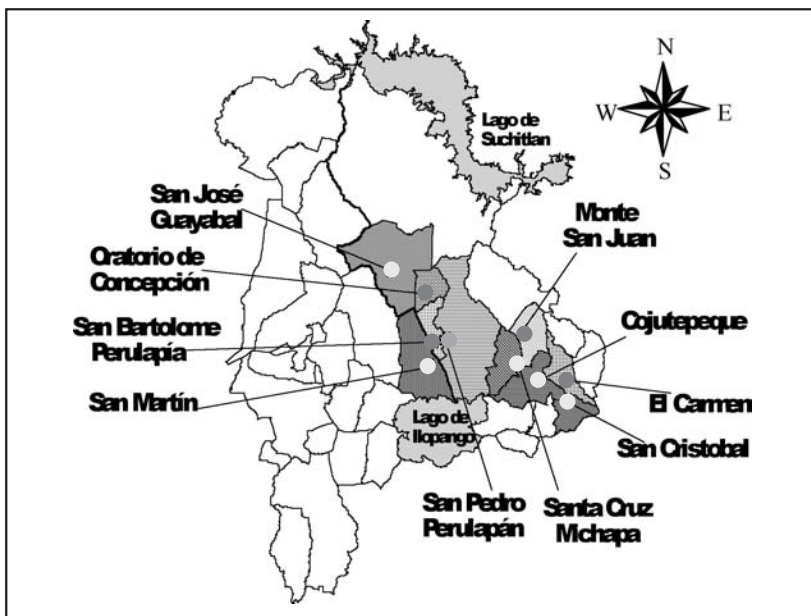 N
W
E
S
Lago de
Suchitlan
San José
Guayabal
Monte
San Juan
Oratorio de
Concepción
Cojutepeque
San Bartolome
Perulapía
San Martín
El Carmen
Lago de
Ilopango
San Cristobal
San Pedro
Perulapán
Santa Cruz
Michapa